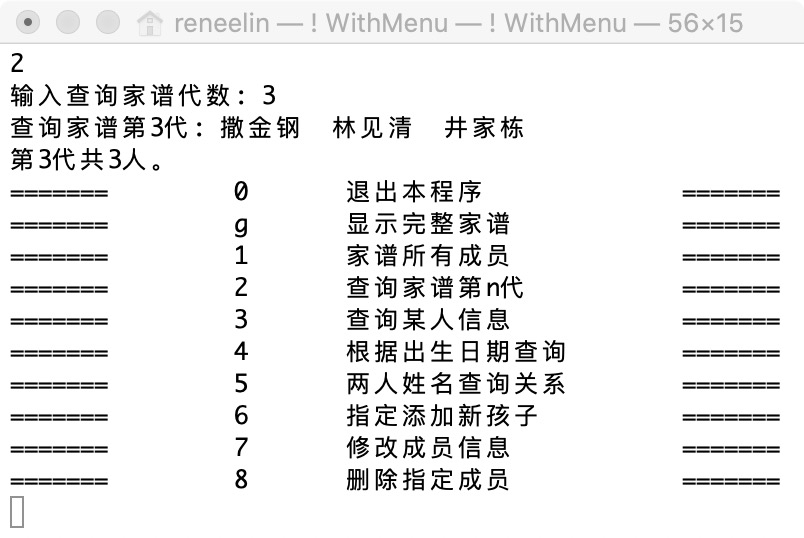 reneelin — ! WithMenu — ! WithMenu — 56×15
2
输入查询家谱代数：3
查询家谱第3代：撒金钢 林见清 井家栋
第3代共3人。
======= 0 退出本程序 =======
======= g 显示完整家谱 =======
======= 1 家谱所有成员 =======
======= 2 查询家谱第n代 =======
======= 3 查询某人信息 =======
======= 4 根据出生日期查询 =======
======= 5 两人姓名查询关系 =======
======= 6 指定添加新孩子 =======
======= 7 修改成员信息 =======
======= 8 删除指定成员 =======